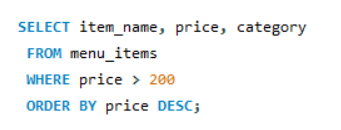 SELECT item_name, price, category
FROM menu_items
WHERE price > 200
ORDER BY price DESC;